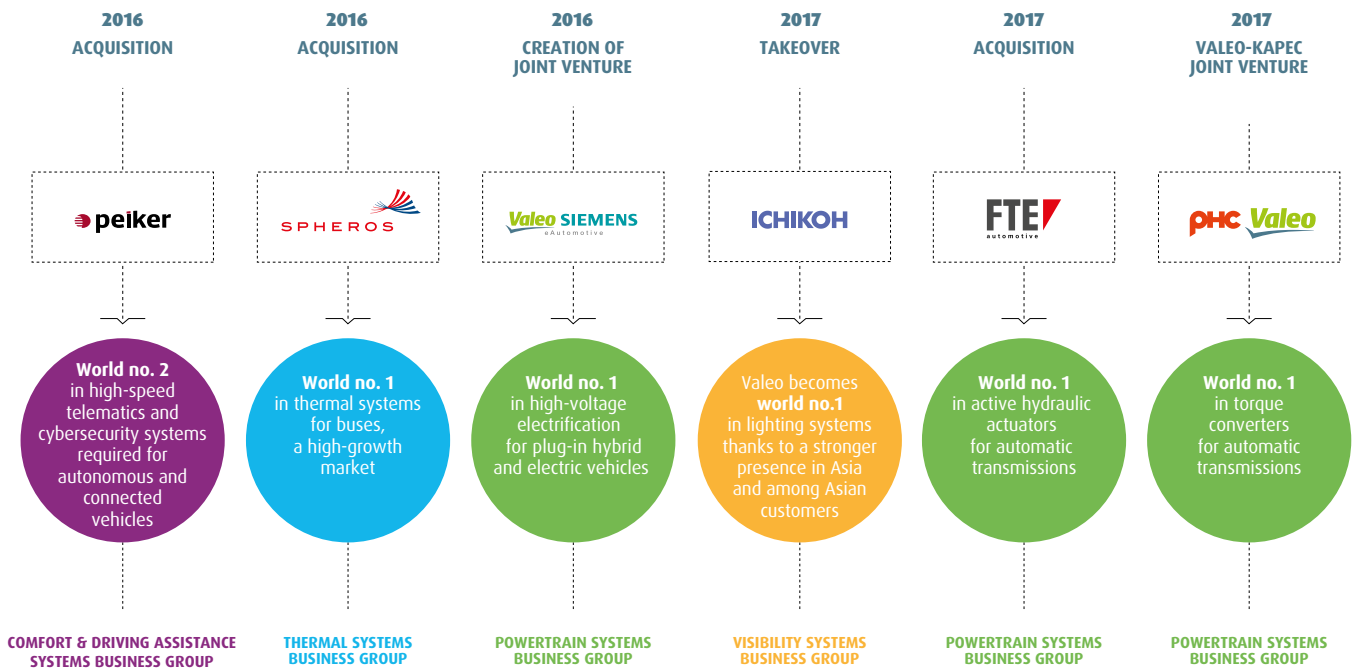 2016
ACQUISITION
peiker
World no. 2
in high-speed
telematics and
cybersecurity systems
required for
autonomous and
connected
vehicles
COMFORT & DRIVING ASSISTANCE
SYSTEMS BUSINESS GROUP
2016
ACQUISITION
SPHEROS
World no. 1
in thermal systems
for buses,
a high-growth
market
THERMAL SYSTEMS
BUSINESS GROUP
2016
CREATION OF
JOINT VENTURE
Valeo SIEMENS
eAutomotive
World no. 1
in high-voltage
electrification
for plug-in hybrid
and electric vehicles
POWERTRAIN SYSTEMS
BUSINESS GROUP
2017
TAKEOVER
ICHIKOH
Valeo becomes
world no.1
in lighting systems
thanks to a stronger
presence in Asia
and among Asian
customers
VISIBILITY SYSTEMS
BUSINESS GROUP
2017
ACQUISITION
FTE
automotive
World no. 1
in active hydraulic
actuators
for automatic
transmissions
POWERTRAIN SYSTEMS
BUSINESS GROUP
2017
VALEO-KAPEC
JOINT VENTURE
PHC Valeo
World no. 1
in torque
converters
for automatic
transmissions
POWERTRAIN SYSTEMS
BUSINESS GROUP